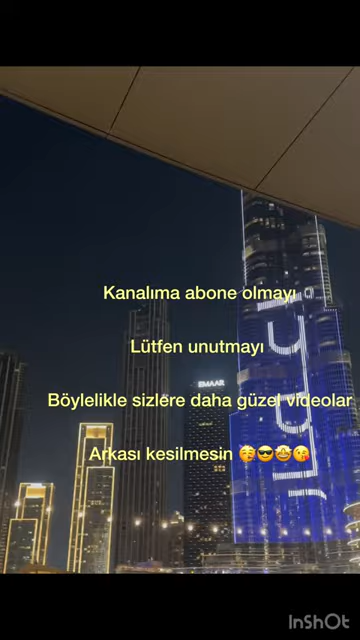 Kanalıma abone olmayı
Lütfen unutmayı
Böylelikle sizlere daha güzel videolar
Arkası kesilmesin 🥳😎🤩😘
EMAAR
InShOt